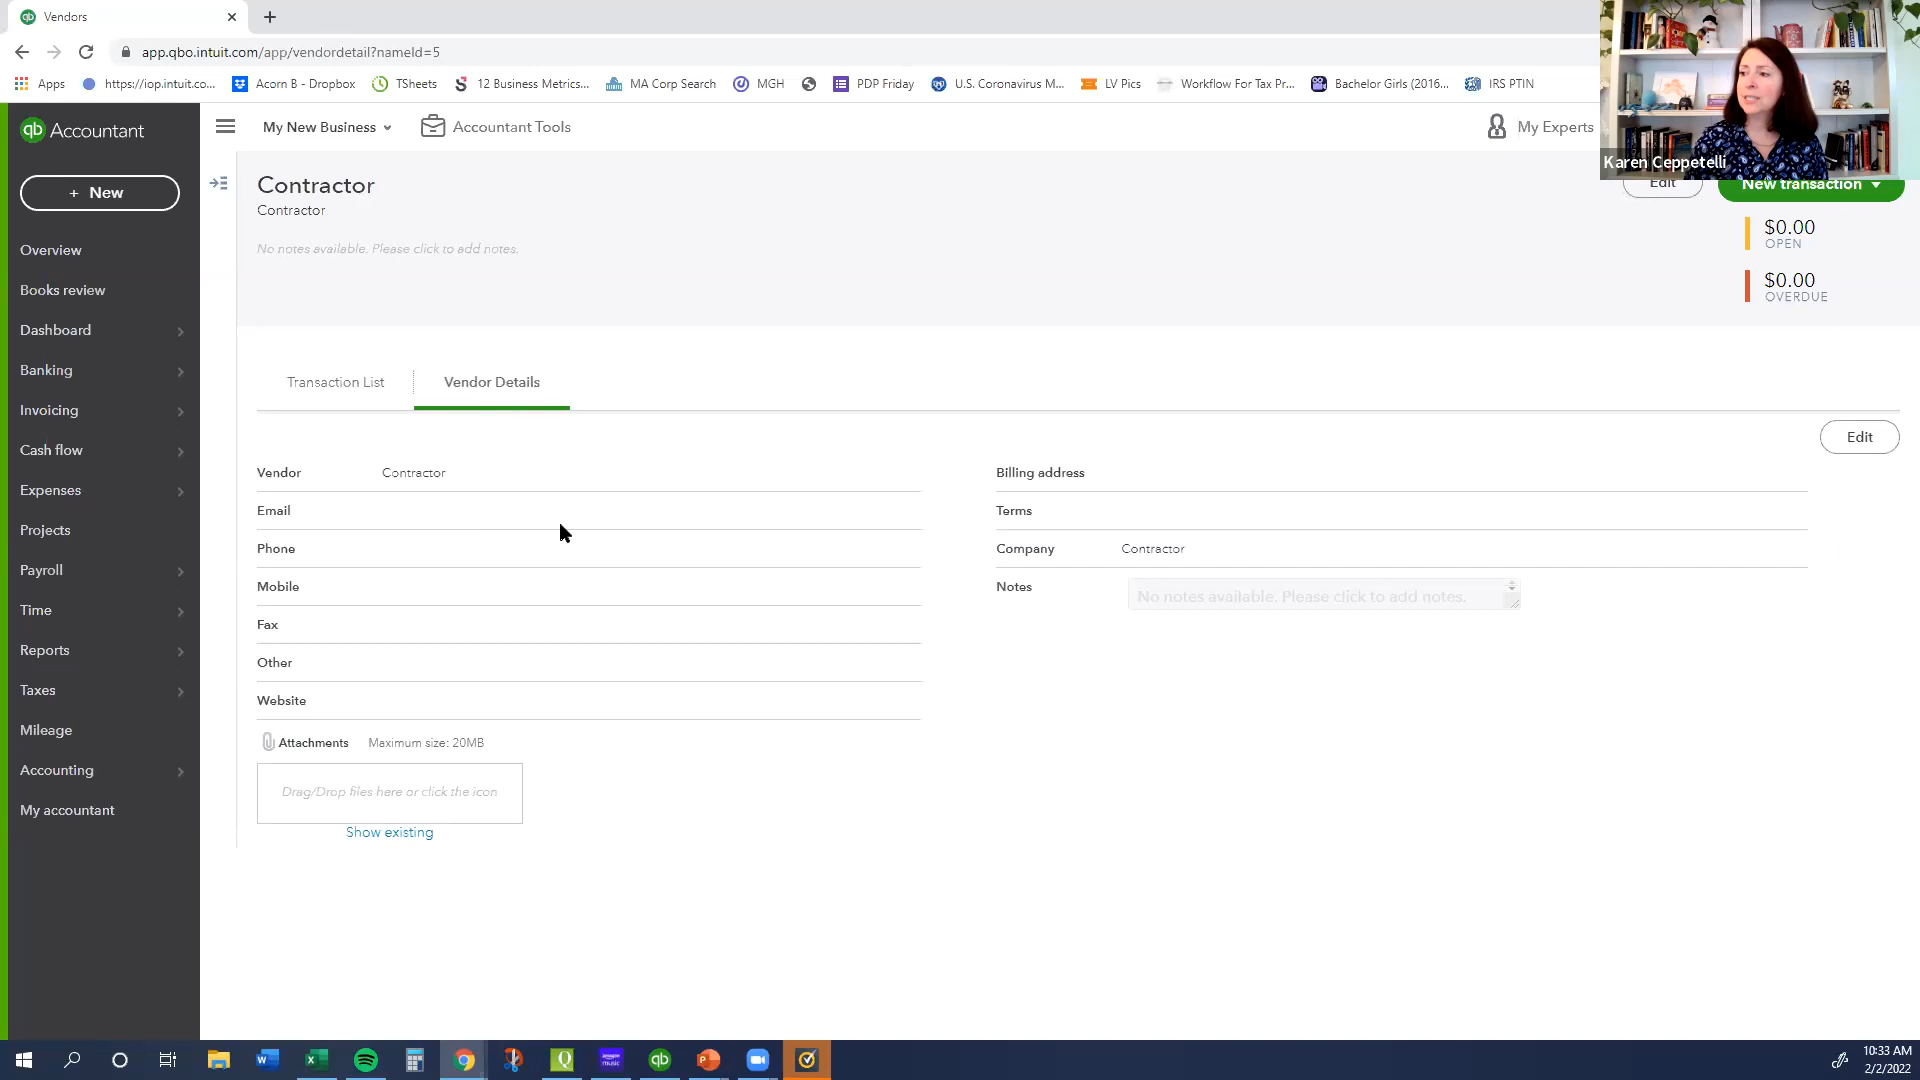 Vendors
app.qbo.intuit.com/app/vendordetail?nameId=5
Apps
https://iop.intuit.co...
Acorn B - Dropbox
TSheets
12 Business Metrics...
MA Corp Search
MGH
PDP Friday
U.S. Coronavirus M...
LV Pics
Workflow For Tax Pr...
Bachelor Girls (2016...
IRS PTIN
Karen Ceppetelli
qb Accountant
My New Business
Accountant Tools
My Experts
+ New
Contractor
Contractor
No notes available. Please click to add notes.
Edit
New transaction
$0.00
OPEN
$0.00
OVERDUE
Overview
Books review
Dashboard
Banking
Invoicing
Cash flow
Expenses
Projects
Payroll
Time
Reports
Taxes
Mileage
Accounting
My accountant
Transaction List
Vendor Details
Edit
Vendor Contractor
Email
Phone
Mobile
Fax
Other
Website
Billing address
Terms
Company Contractor
Notes No notes available. Please click to add notes.
Attachments Maximum size: 20MB
Drag/Drop files here or click the icon
Show existing
10:33 AM
2/2/2022